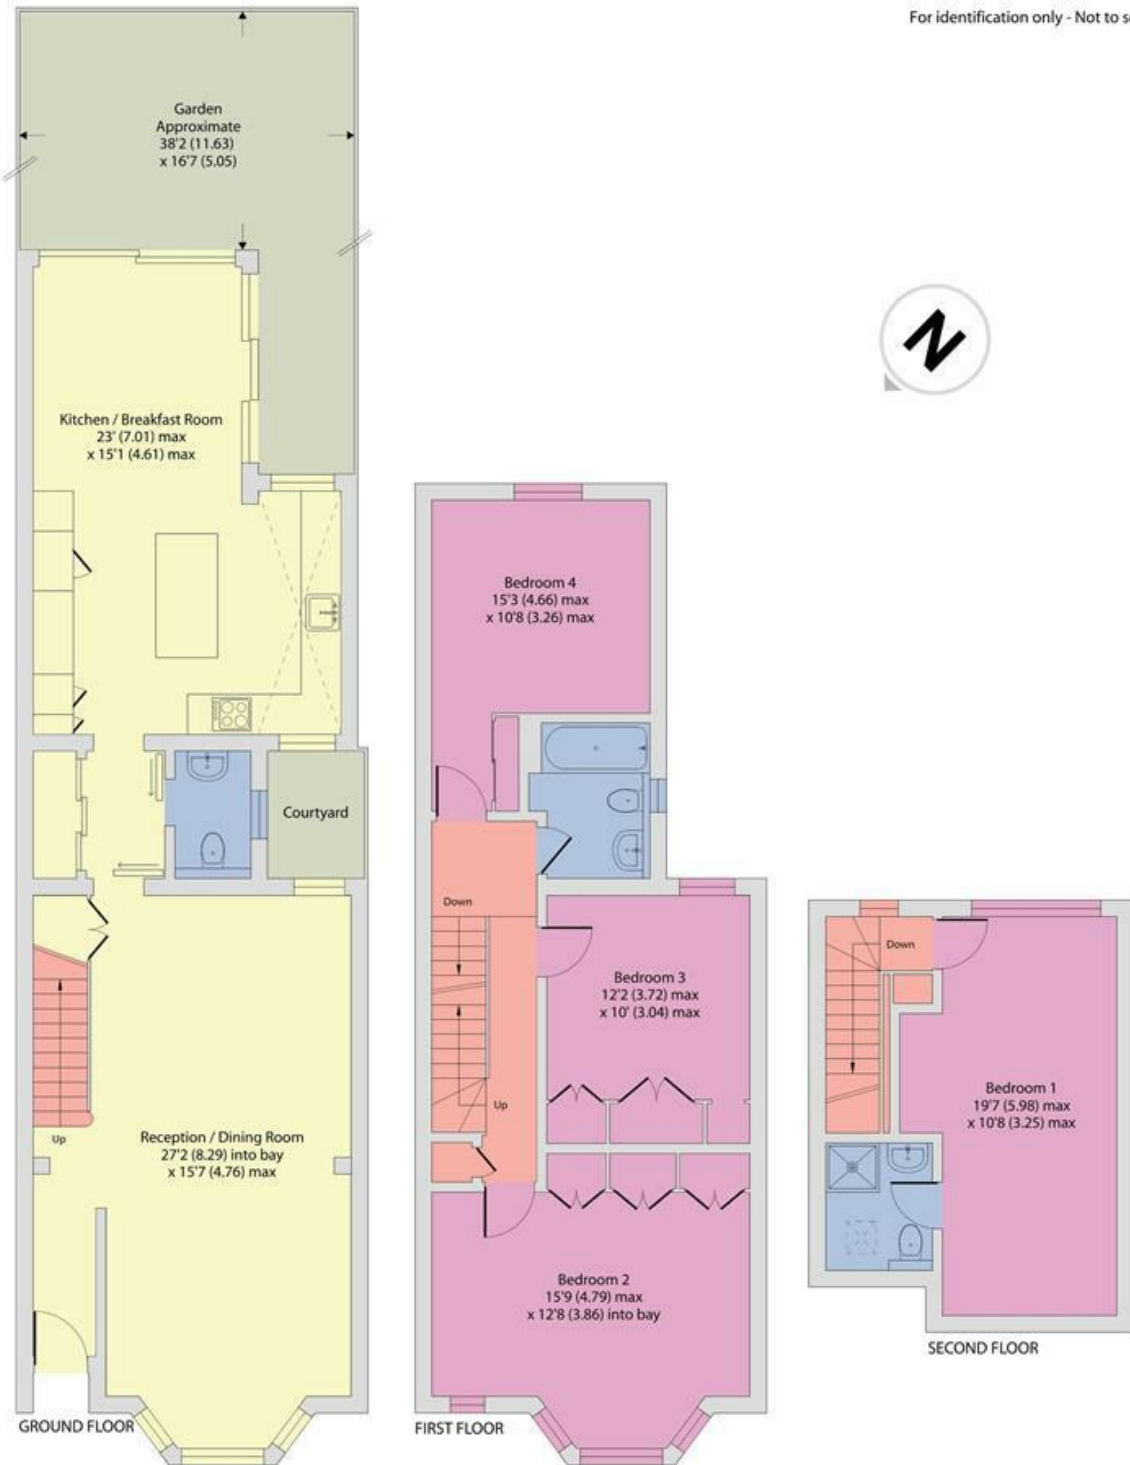 For identification only - Not to s
Garden
Approximate
38'2 (11.63)
x 16'7 (5.05)
N
Kitchen / Breakfast Room
23' (7.01) max
x 15'1 (4.61) max
Courtyard
Up
Reception / Dining Room
27'2 (8.29) into bay
x 15'7 (4.76) max
GROUND FLOOR
Bedroom 4
15'3 (4.66) max
x 10'8 (3.26) max
Down
Bedroom 3
12'2 (3.72) max
x 10' (3.04) max
Up
Bedroom 2
15'9 (4.79) max
x 12'8 (3.86) into bay
FIRST FLOOR
Down
Bedroom 1
19'7 (5.98) max
x 10'8 (3.25) max
SECOND FLOOR